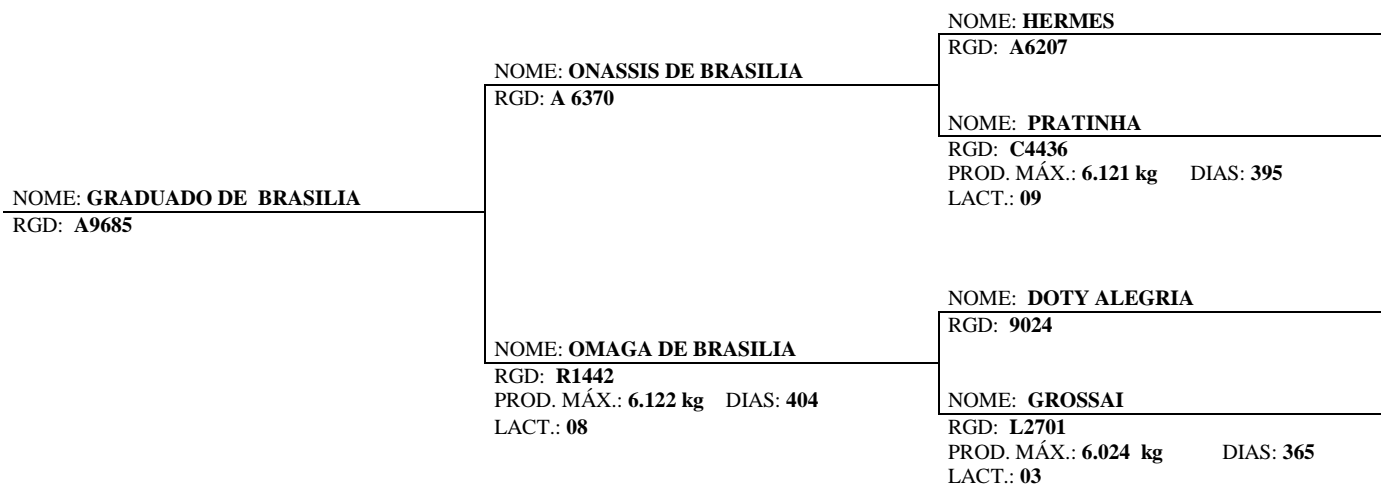 NOME: HERMES
RGD: A6207
NOME: ONASSIS DE BRASILIA
RGD: A 6370
NOME: PRATINHA
RGD: C4436
PROD. MÁX.: 6.121 kg DIAS: 395
LACT.: 09
NOME: GRADUADO DE BRASILIA
RGD: A9685
NOME: DOTY ALEGRIA
RGD: 9024
NOME: OMAGA DE BRASILIA
RGD: R1442
PROD. MÁX.: 6.122 kg DIAS: 404
LACT.: 08
NOME: GROSSAI
RGD: L2701
PROD. MÁX.: 6.024 kg DIAS: 365
LACT.: 03